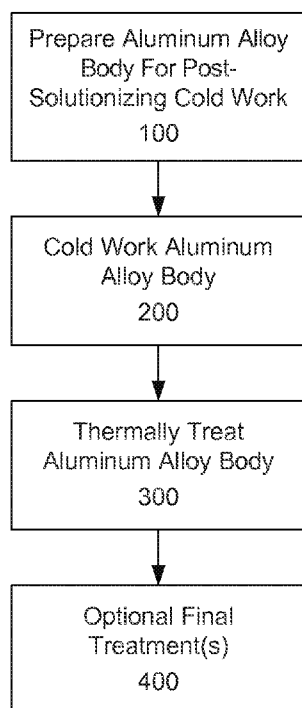 Prepare Aluminum Alloy
Body For Post-
Solutionizing Cold Work
100
Cold Work Aluminum
Alloy Body
200
Thermally Treat
Aluminum Alloy Body
300
Optional Final
Treatment(s)
400